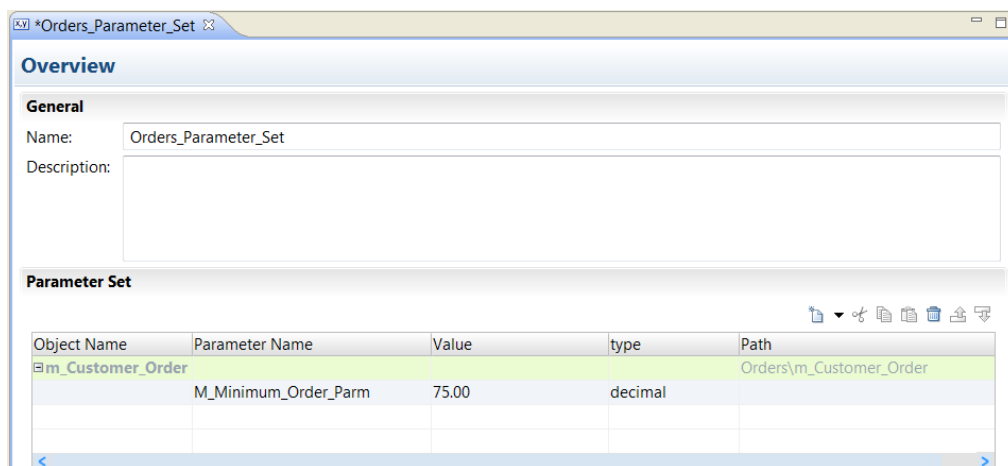 *Orders_Parameter_Set
Overview
General
Name: Orders_Parameter_Set
Description:
Parameter Set
Object Name Parameter Name Value type Path
m_Customer_Order Orders\m_Customer_Order
M_Minimum_Order_Parm 75.00 decimal